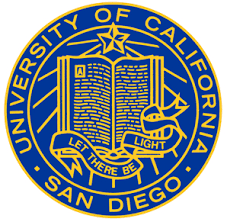 UNIVERSITY OF CALIFORNIA
A
LET THERE BE
LIGHT
· SAN DIEGO ·